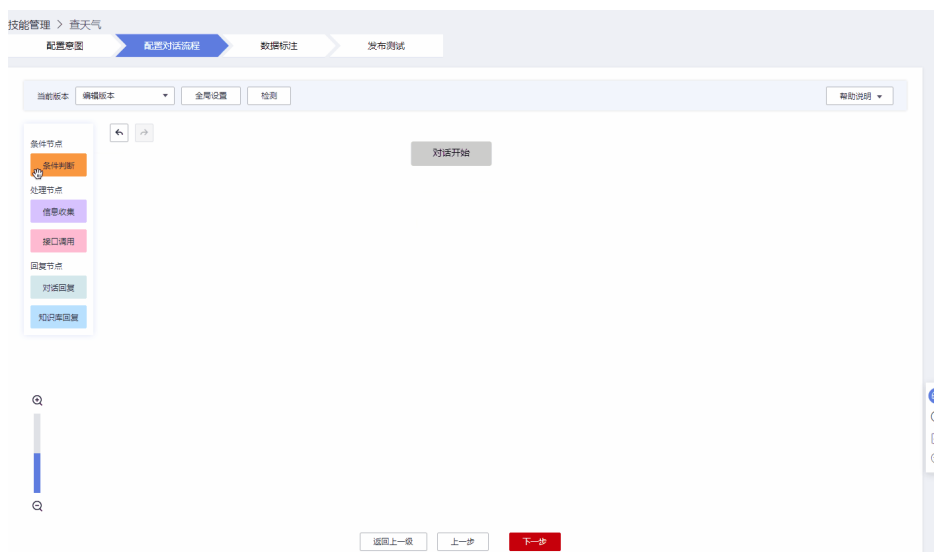 技能管理 > 查天气
配置意图 配置对话流程 数据标注 发布测试
当前版本 编辑版本 全局设置 检测 帮助说明
条件节点
对话开始
条件判断
处理节点
信息收集
接口调用
回复节点
对话回复
知识库回复
返回上一级 上一步 下一步